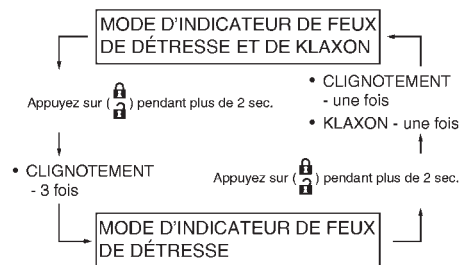 MODE D'INDICATEUR DE FEUX
DE DÉTRESSE ET DE KLAXON
Appuyez sur ( ) pendant plus de 2 sec.
• CLIGNOTEMENT
- 3 fois
• CLIGNOTEMENT
- une fois
• KLAXON - une fois
Appuyez sur ( ) pendant plus de 2 sec.
MODE D'INDICATEUR DE FEUX
DE DÉTRESSE